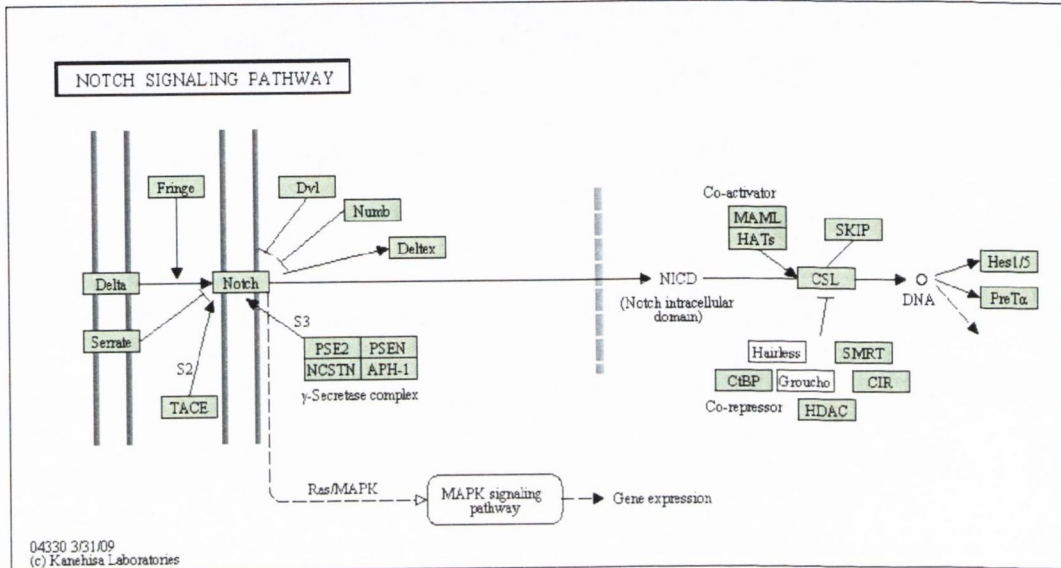 NOTCH SIGNALING PATHWAY
Fringe
Dvl
Numb
Deltex
Delta
Notch
Serrate
S2
TACE
S3
PSE2 PSEN
NCSTN APH-1
γ-Secretase complex
NICD
(Notch intracellular
domain)
Co-activator
MAML
HATs
SKIP
CSL
DNA
Hes1/5
PreTα
Hairless
SMRT
CtBP
Groucho
CIR
Co-repressor
HDAC
Ras/MAPK
MAPK signaling
pathway
Gene expression
04330 3/31/09
(c) Kanehisa Laboratories